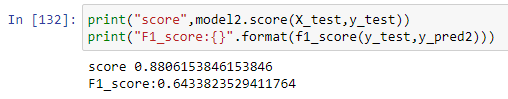 In [132]: print("score",model2.score(X_test,y_test))
print("F1_score:{}".format(f1_score(y_test,y_pred2)))
score 0.8806153846153846
F1_score:0.6433823529411764